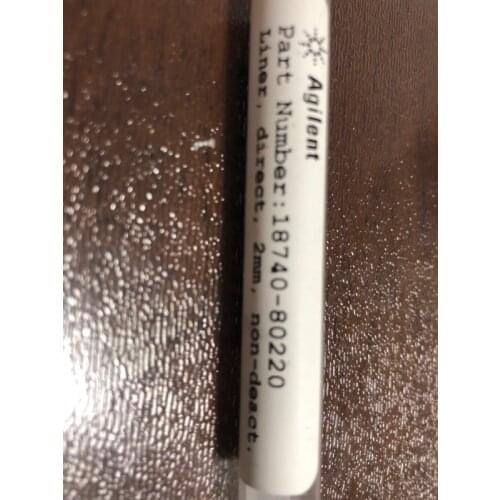 Agilent
Part Number:18740-80220
Liner, direct, 2mm, non-deact.